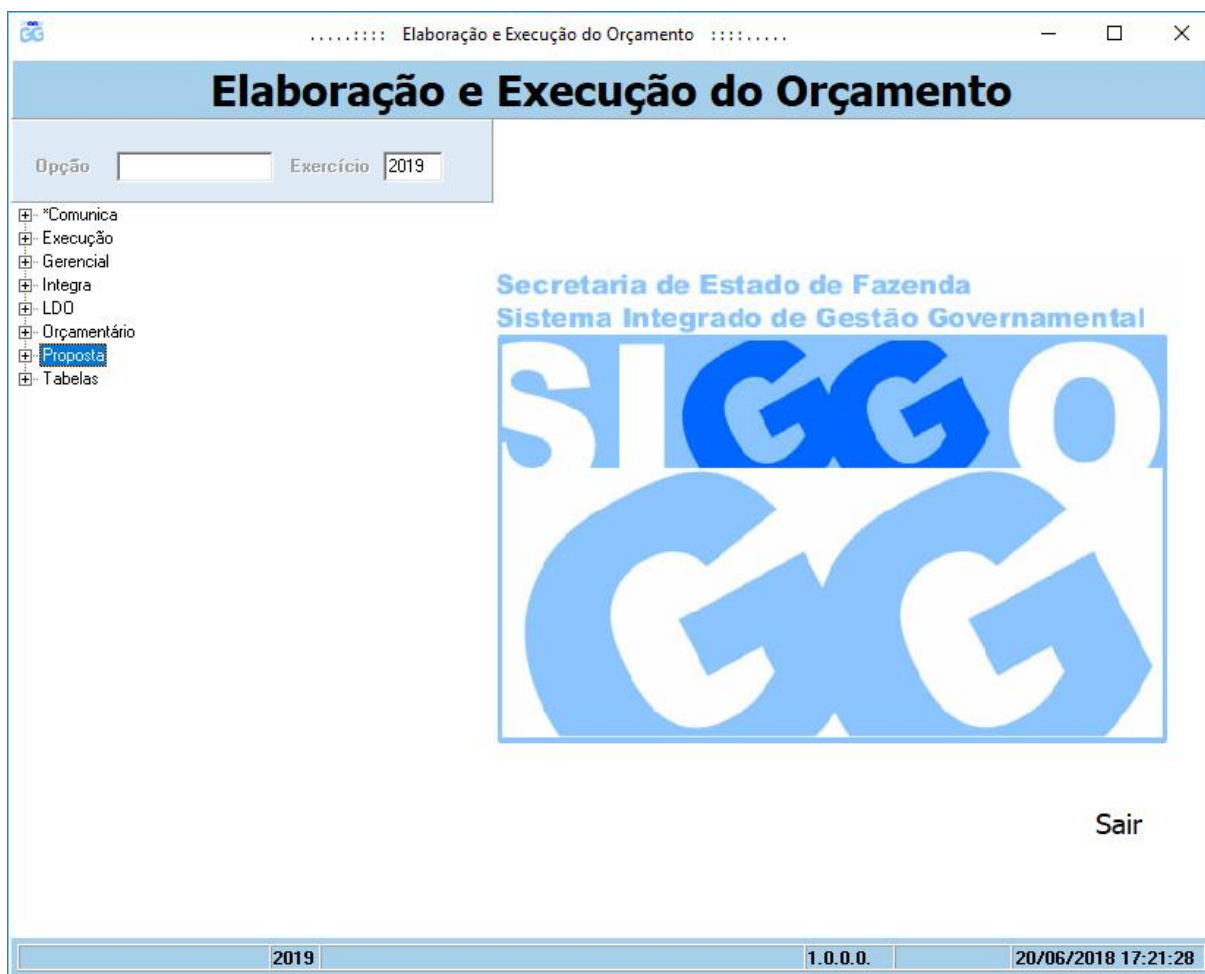 GG
.....:::: Elaboração e Execução do Orçamento ::::.....
Elaboração e Execução do Orçamento
Opção Exercício 2019
*Comunica
Execução
Gerencial
Integra
LDO
Orçamentário
Proposta
Tabelas
Secretaria de Estado de Fazenda
Sistema Integrado de Gestão Governamental
SIGGO
GG
Sair
2019 1.0.0.0. 20/06/2018 17:21:28